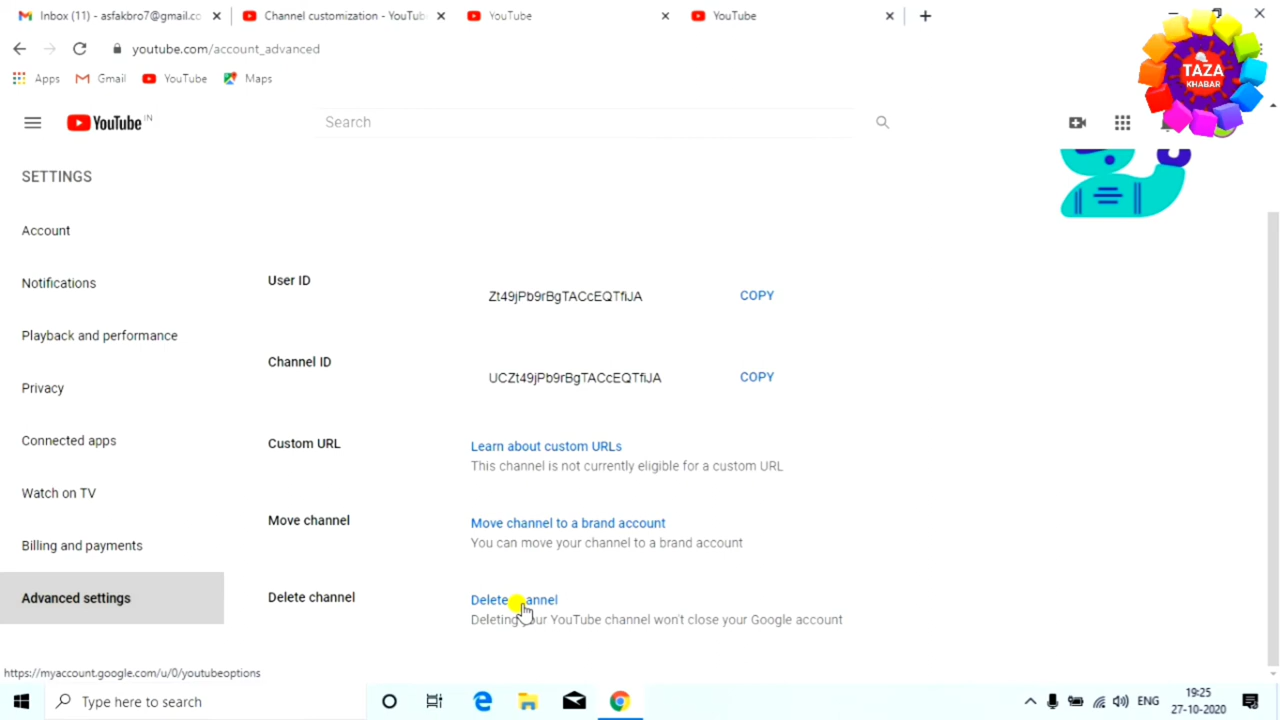 Inbox (11) - asfakbro7@gmail.co
Channel customization - YouTub
YouTube
YouTube
youtube.com/account_advanced
Apps
Gmail
YouTube
Maps
TAZA
KHABAR
YouTube IN
Search
SETTINGS
Account
Notifications
Playback and performance
Privacy
Connected apps
Watch on TV
Billing and payments
Advanced settings
User ID
Zt49jPb9rBgTACcEQTfiJA
COPY
Channel ID
UCZt49jPb9rBgTACcEQTfiJA
COPY
Custom URL
Learn about custom URLs
This channel is not currently eligible for a custom URL
Move channel
Move channel to a brand account
You can move your channel to a brand account
Delete channel
Delete channel
Deleting your YouTube channel won't close your Google account
https://myaccount.google.com/u/0/youtubeoptions
Type here to search
ENG
19:25
27-10-2020